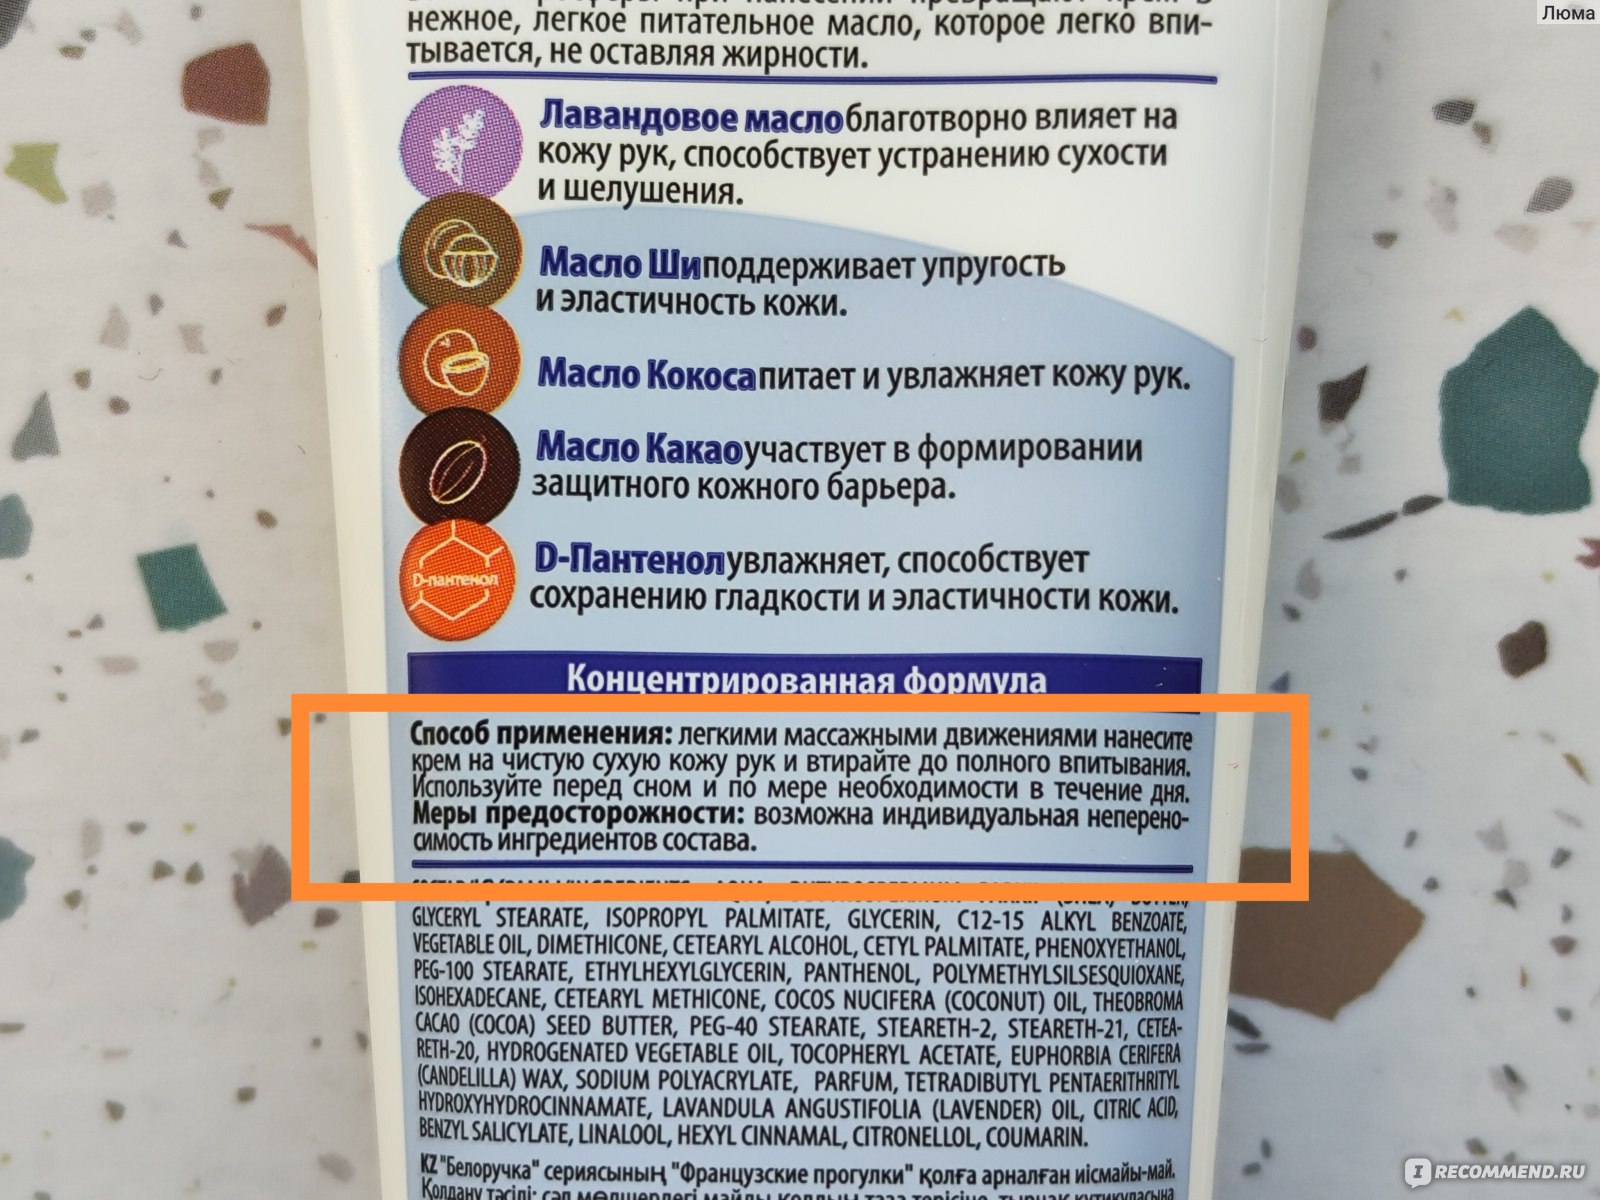 Люма
нежное, легкое питательное масло, которое легко впи-
тывается, не оставляя жирности.
Лавандовое масло благотворно влияет на
кожу рук, способствует устранению сухости
и шелушения.
Масло Ши поддерживает упругость
и эластичность кожи.
Масло Кокоса питает и увлажняет кожу рук.
Масло Какао участвует в формировании
защитного кожного барьера.
D-пантенол
D-Пантенол увлажняет, способствует
сохранению гладкости и эластичности кожи.
Концентрированная формула
Способ применения: легкими массажными движениями нанесите
крем на чистую сухую кожу рук и втирайте до полного впитывания.
Используйте перед сном и по мере необходимости в течение дня.
Меры предосторожности: возможна индивидуальная неперено-
симость ингредиентов состава.
GLYCERYL STEARATE, ISOPROPYL PALMITATE, GLYCERIN, C12-15 ALKYL BENZOATE,
VEGETABLE OIL, DIMETHICONE, CETEARYL ALCOHOL, CETYL PALMITATE, PHENOXYETHANOL,
PEG-100 STEARATE, ETHYLHEXYLGLYCERIN, PANTHENOL, POLYMETHYLSILSESQUIOXANE,
ISOHEXADECANE, CETEARYL METHICONE, COCOS NUCIFERA (COCONUT) OIL, THEOBROMA
CACAO (COCOA) SEED BUTTER, PEG-40 STEARATE, STEARETH-2, STEARETH-21, CETEA-
RETH-20, HYDROGENATED VEGETABLE OIL, TOCOPHERYL ACETATE, EUPHORBIA CERIFERA
(CANDELILLA) WAX, SODIUM POLYACRYLATE, PARFUM, TETRADIBUTYL PENTAERITHRITYL
HYDROXYHYDROCINNAMATE, LAVANDULA ANGUSTIFOLIA (LAVENDER) OIL, CITRIC ACID,
BENZYL SALICYLATE, LINALOOL, HEXYL CINNAMAL, CITRONELLOL, COUMARIN.
KZ "Белоручка" сериясының "Французские прогулки" қолға арналған иісмайы-май.
IRECOMMEND.RU